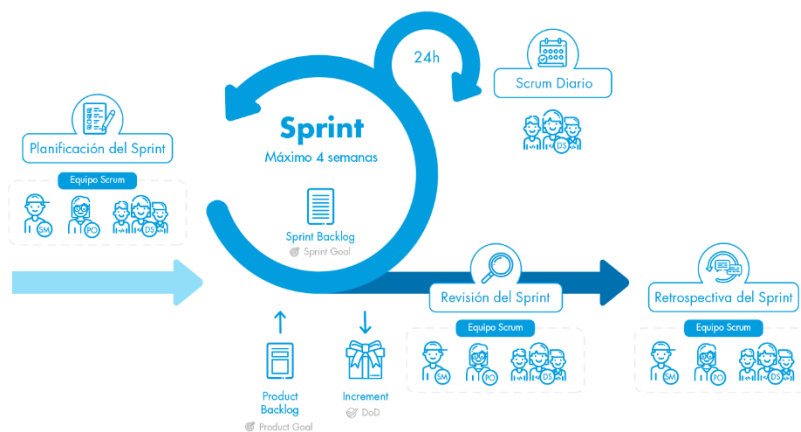 Planificación del Sprint
Equipo Scrum
SM
PO
DS
Sprint
Máximo 4 semanas
Sprint Backlog
Sprint Goal
24h
Scrum Diario
DS
Product
Backlog
Product Goal
Increment
DoD
Revisión del Sprint
Equipo Scrum
SM
PO
DS
Retrospectiva del Sprint
Equipo Scrum
SM
PO
DS